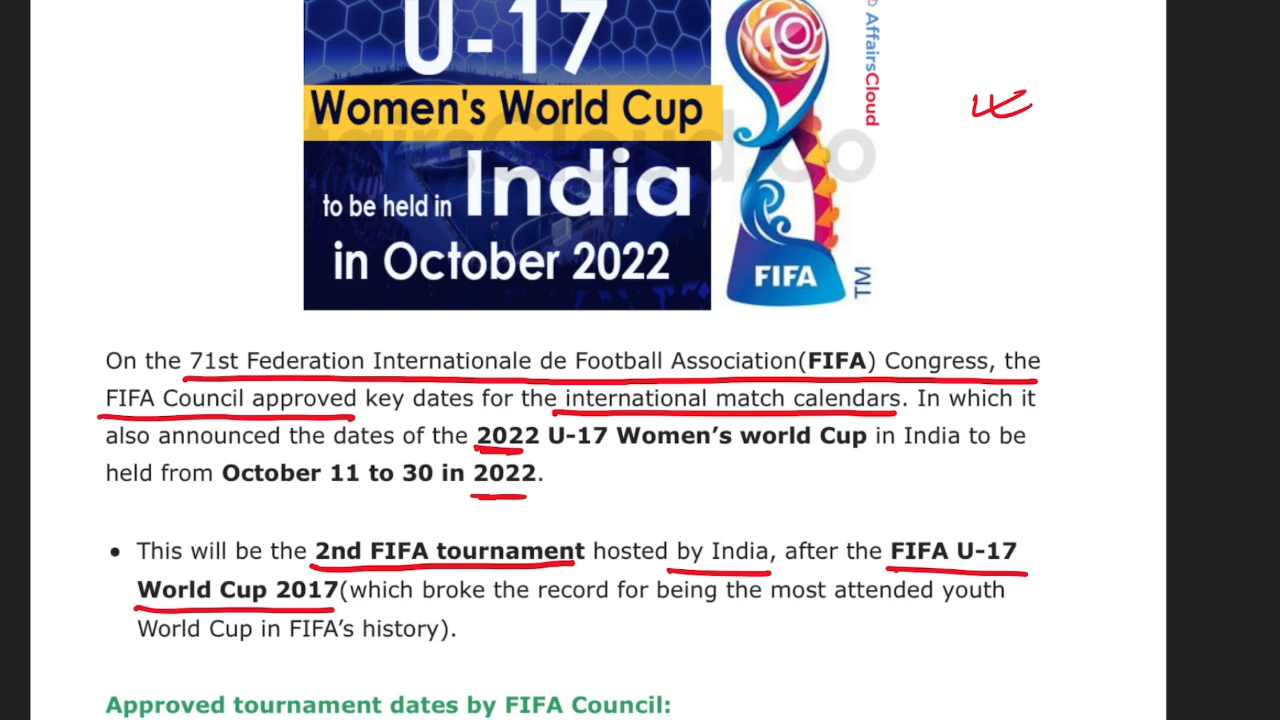 U-17
Women's World Cup
to be held in India
in October 2022
FIFA
TM
AffairsCloud
On the 71st Federation Internationale de Football Association(FIFA) Congress, the
FIFA Council approved key dates for the international match calendars. In which it
also announced the dates of the 2022 U-17 Women’s world Cup in India to be
held from October 11 to 30 in 2022.
• This will be the 2nd FIFA tournament hosted by India, after the FIFA U-17
World Cup 2017(which broke the record for being the most attended youth
World Cup in FIFA’s history).
Approved tournament dates by FIFA Council: